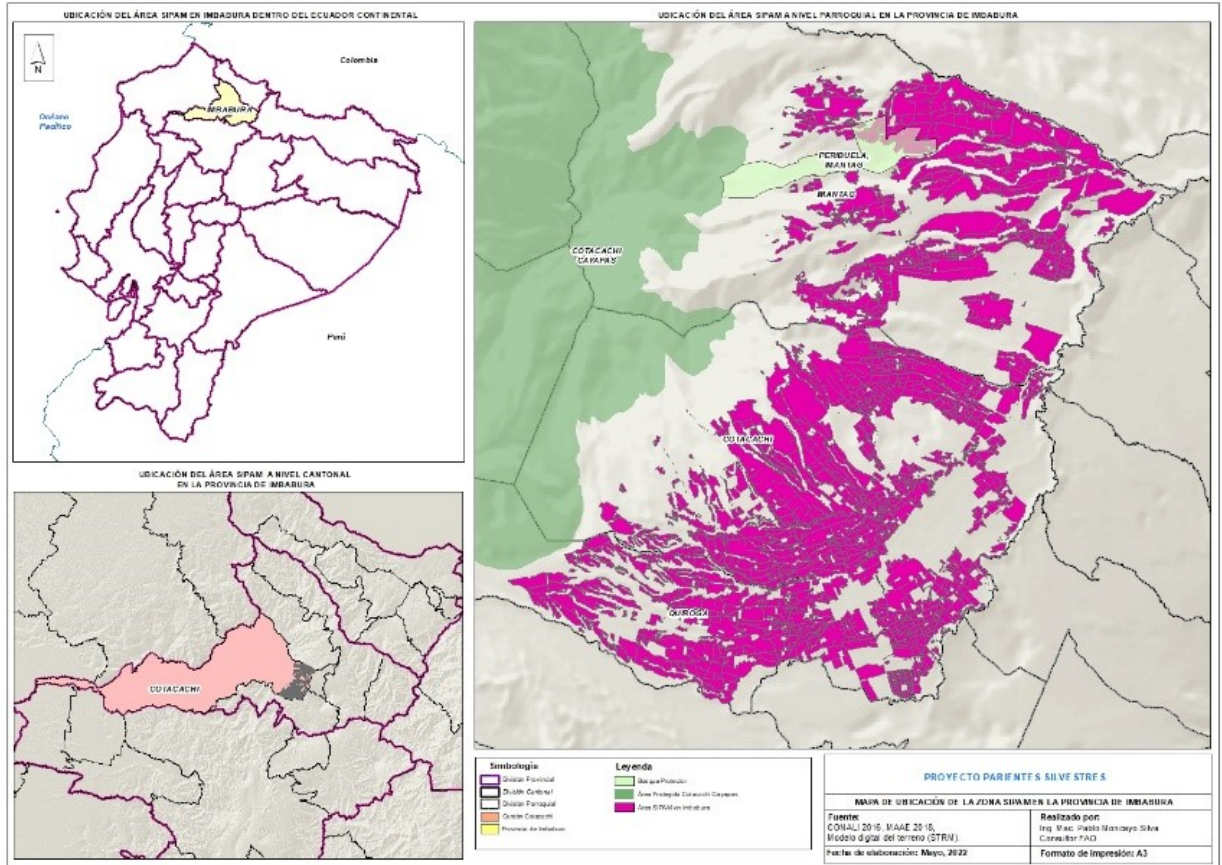 UBICACIÓN DEL ÁREA SIPAM EN IMBABURA DENTRO DEL ECUADOR CONTINENTAL
N
Colombia
IMBABURA
Océano
Pacífico
Perú
UBICACIÓN DEL ÁREA SIPAM A NIVEL PARROQUIAL EN LA PROVINCIA DE IMBABURA
PERIBUELA,
IMANTAG
IMANTAG
COTACACHI
CAYAPAS
COTACACHI
QUIROGA
UBICACIÓN DEL ÁREA SIPAM A NIVEL CANTONAL
EN LA PROVINCIA DE IMBABURA
COTACACHI
Simbología
División Provincial
División Cantonal
División Parroquial
Cantón Cotacachi
Provincia de Imbabura
Leyenda
Bosque Protector
Área Protegida Cotacachi Cayapas
Área SIPAM en Imbabura
PROYECTO PARIENTES SILVESTRES
MAPA DE UBICACIÓN DE LA ZONA SIPAM EN LA PROVINCIA DE IMBABURA
Fuente:
CONALI 2016, MAAE 2018,
Modelo digital del terreno (STRM)
Realizado por:
Ing. Msc. Pablo Moncayo Silva
Consultor FAO
Fecha de elaboración: Mayo, 2022
Formato de Impresión: A3